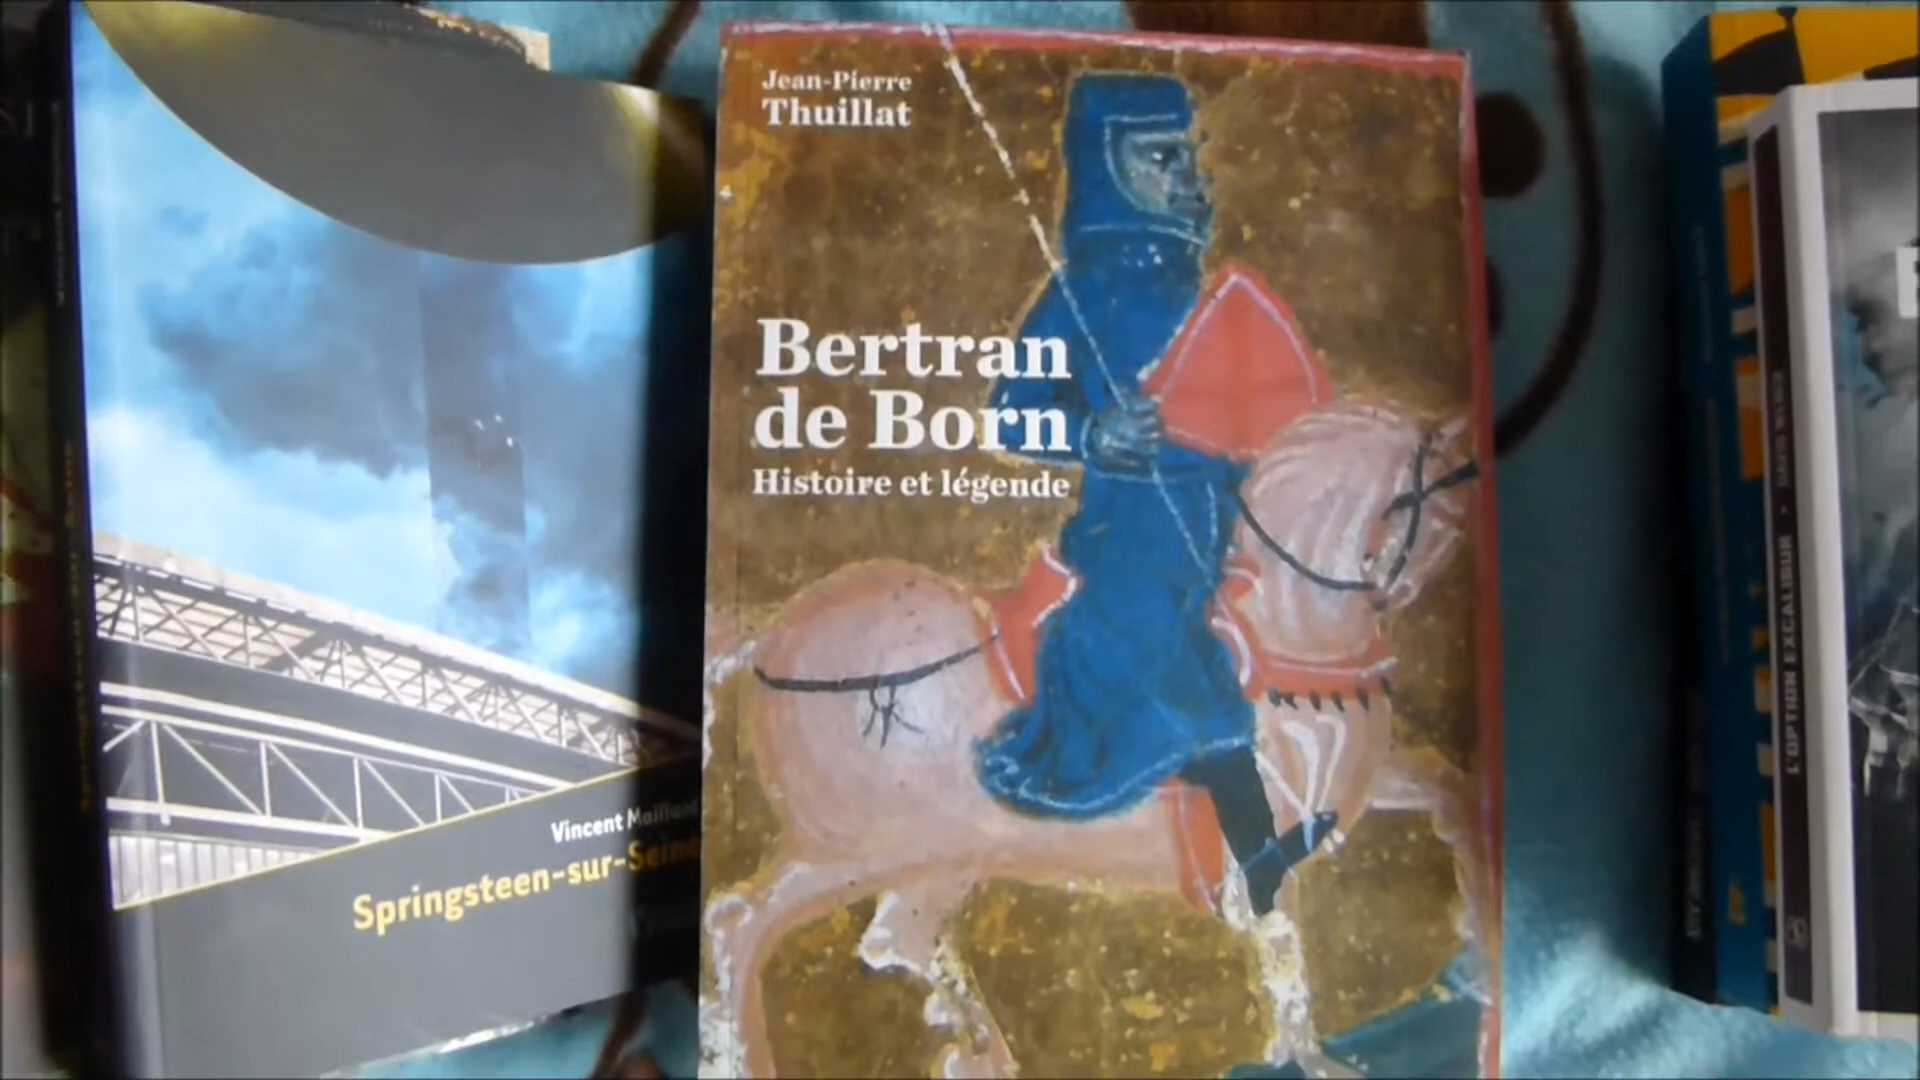 Vincent Maillard
Springsteen-sur-Seine
Jean-Pierre
Thuillat
Bertran
de Born
Histoire et légende
L'OPTION EXCALIBUR